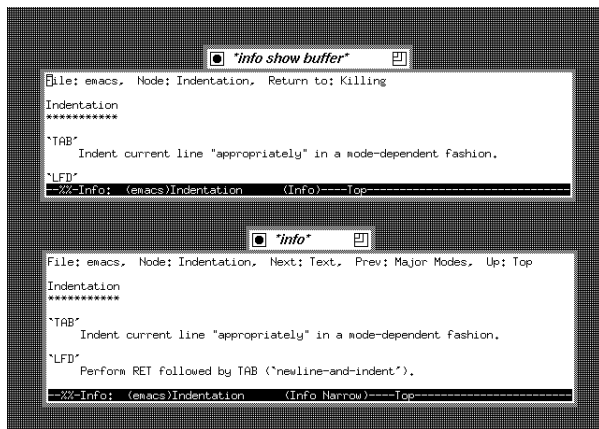 *info show buffer*
File: emacs,  Node: Indentation,  Return to: Killing
Indentation
***********
`TAB'
     Indent current line "appropriately" in a mode-dependent fashion.
`LFD'
--%%-Info:  (emacs)Indentation      (Info)----Top-------------------------------
*info*
File: emacs,  Node: Indentation,  Next: Text,  Prev: Major Modes,  Up: Top
Indentation
***********
`TAB'
     Indent current line "appropriately" in a mode-dependent fashion.
`LFD'
     Perform RET followed by TAB (`newline-and-indent').
--%%-Info:  (emacs)Indentation      (Info Narrow)----Top------------------------